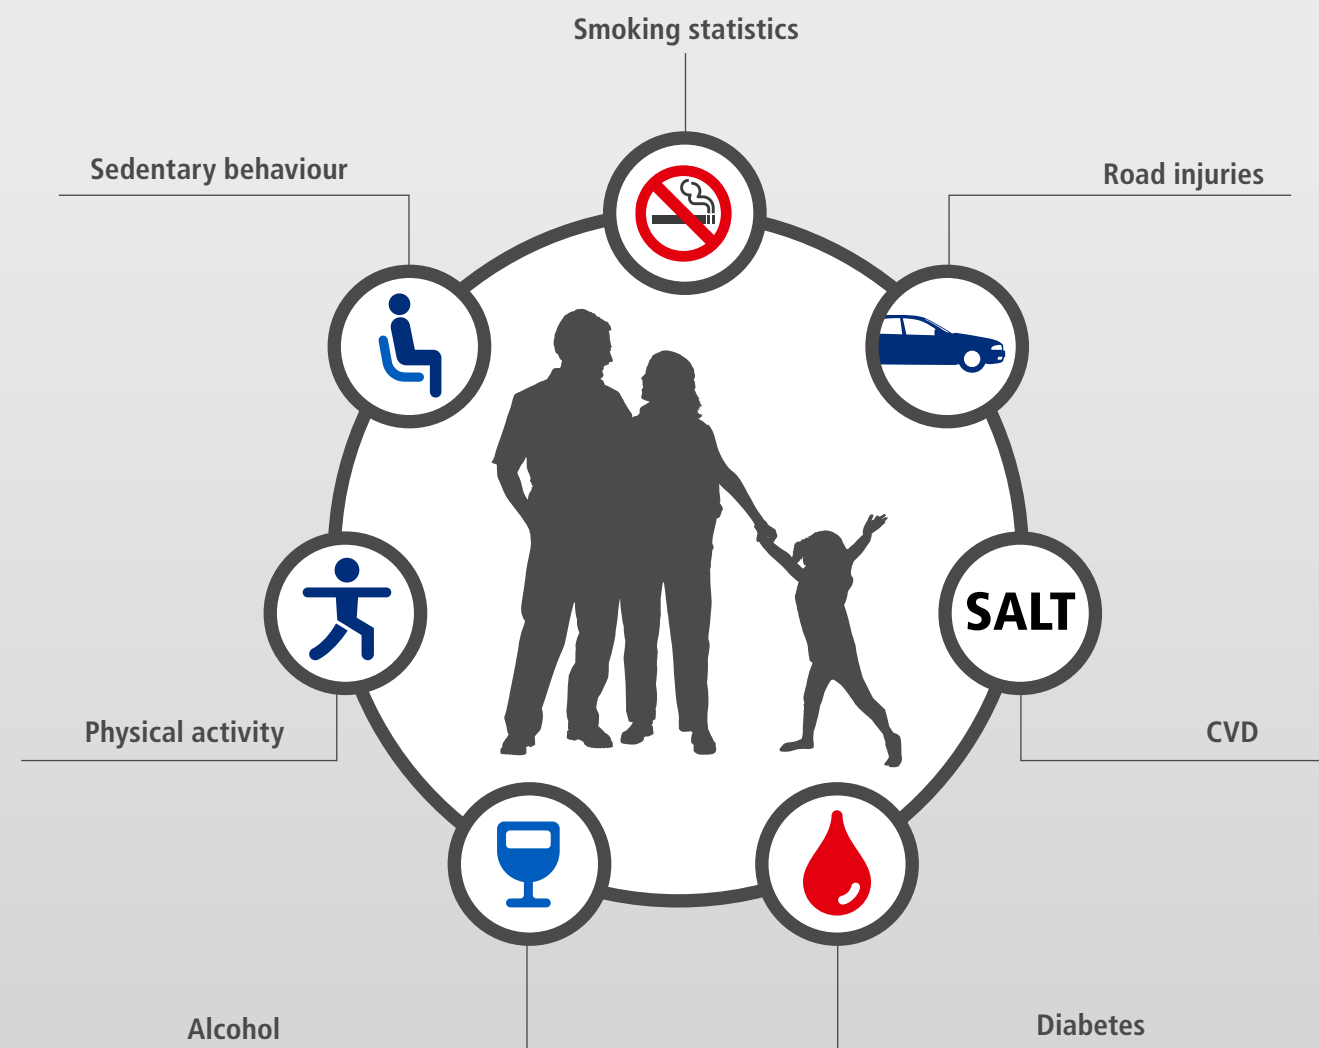 Smoking statistics
Sedentary behaviour
Road injuries
SALT
Physical activity
CVD
Alcohol
Diabetes